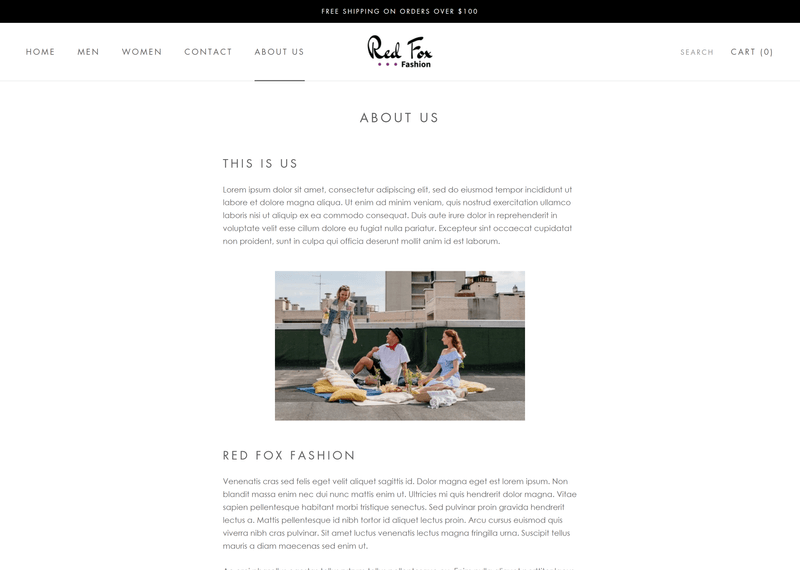 FREE SHIPPING ON ORDERS OVER $100
HOME MEN WOMEN CONTACT ABOUT US
Red Fox
Fashion
SEARCH CART (0)
ABOUT US
THIS IS US
Lorem ipsum dolor sit amet, consectetur adipiscing elit, sed do eiusmod tempor incididunt ut
labore et dolore magna aliqua. Ut enim ad minim veniam, quis nostrud exercitation ullamco
laboris nisi ut aliquip ex ea commodo consequat. Duis aute irure dolor in reprehenderit in
voluptate velit esse cillum dolore eu fugiat nulla pariatur. Excepteur sint occaecat cupidatat
non proident, sunt in culpa qui officia deserunt mollit anim id est laborum.
RED FOX FASHION
Venenatis cras sed felis eget velit aliquet sagittis id. Dolor magna eget est lorem ipsum. Non
blandit massa enim nec dui nunc mattis enim ut. Ultricies mi quis hendrerit dolor magna. Vitae
sapien pellentesque habitant morbi tristique senectus. Sed pulvinar proin gravida hendrerit
lectus a. Mattis pellentesque id nibh tortor id aliquet lectus proin. Arcu cursus euismod quis
viverra nibh cras pulvinar. Sit amet luctus venenatis lectus magna fringilla urna. Suscipit tellus
mauris a diam maecenas sed enim ut.